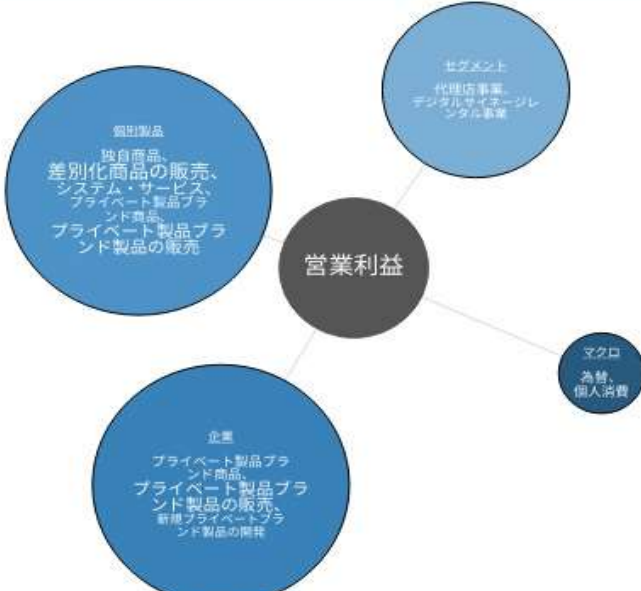 セグメント
代理店事業、
デジタルサイネージレ
ンタル事業
個別製品
独自商品、
差別化商品の販売、
システム・サービス、
プライベート製品ブラ
ンド商品、
プライベート製品ブラ
ンド製品の販売
営業利益
マクロ
為替、
個人消費
企業
プライベート製品ブラ
ンド商品、
プライベート製品ブラ
ンド製品の販売、
新規プライベートブラ
ンド製品の開発